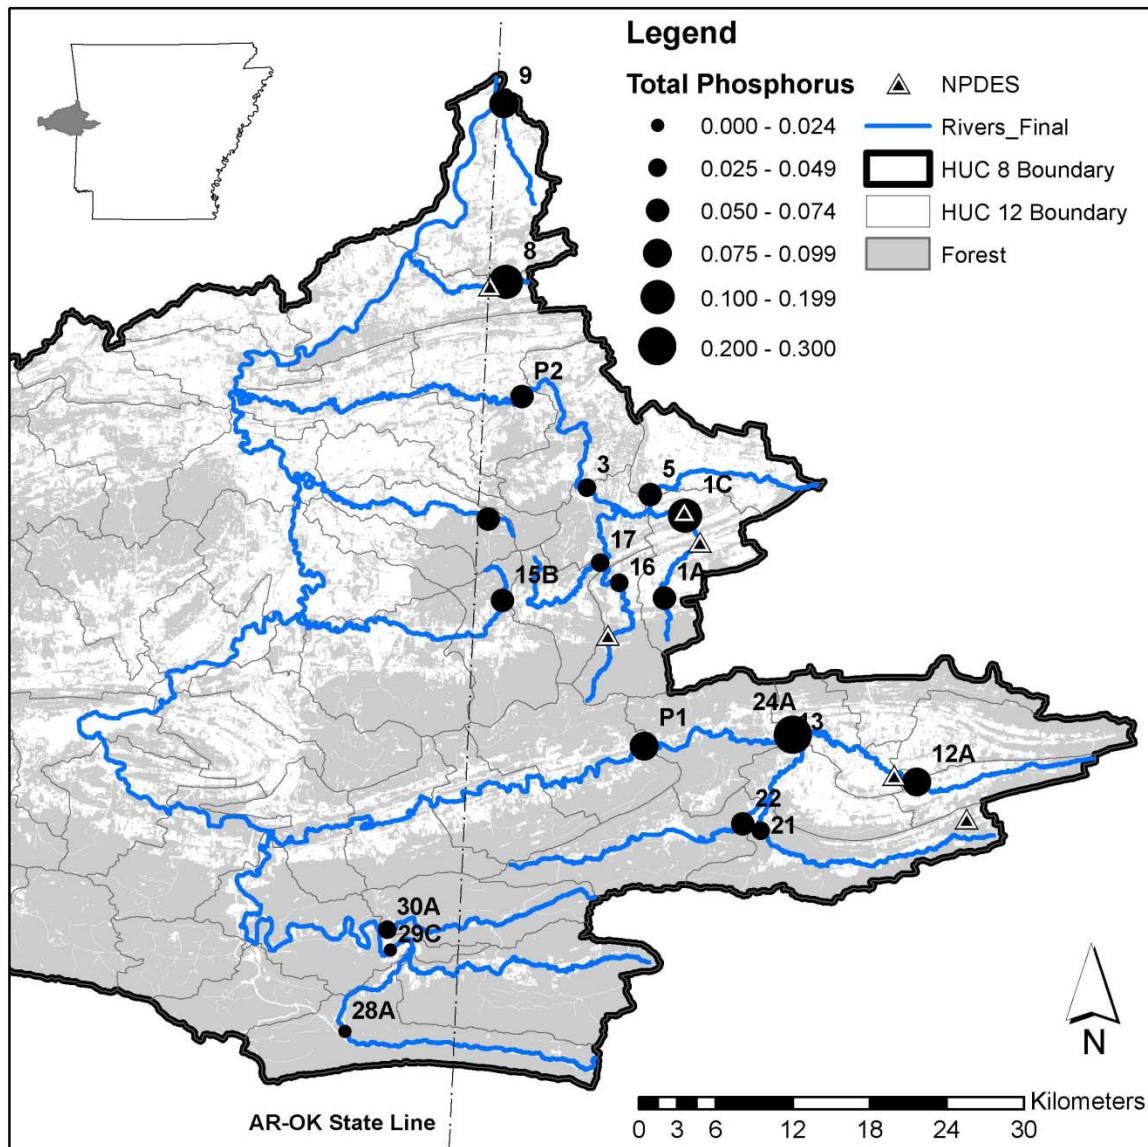 Legend
Total Phosphorus
0.000 - 0.024
0.025 - 0.049
0.050 - 0.074
0.075 - 0.099
0.100 - 0.199
0.200 - 0.300
NPDES
Rivers_Final
HUC 8 Boundary
HUC 12 Boundary
Forest
9
8
P2
3
5
1C
17
16
1A
15B
24A
13
P1
12A
22
21
30A
29C
28A
AR-OK State Line
N
Kilometers
0 3 6 12 18 24 30